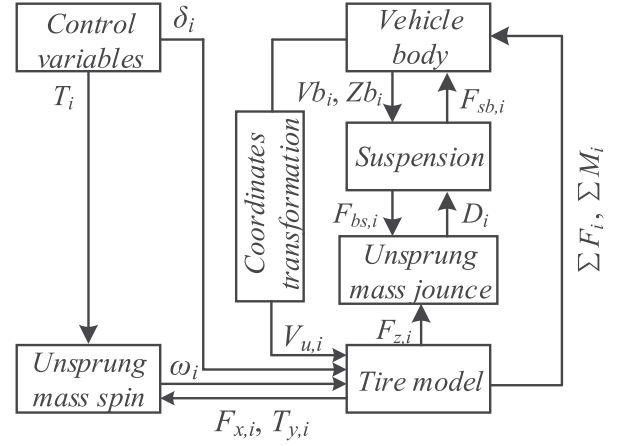 Control
variables
δi
Vehicle
body
Ti
Vbi, Zbi
Fsb,i
Coordinates
transformation
Suspension
Fbs,i
Di
Unsprung
mass jounce
ΣFi, ΣMi
Vu,i
Fz,i
Unsprung
mass spin
ωi
Tire model
Fx,i, Ty,i